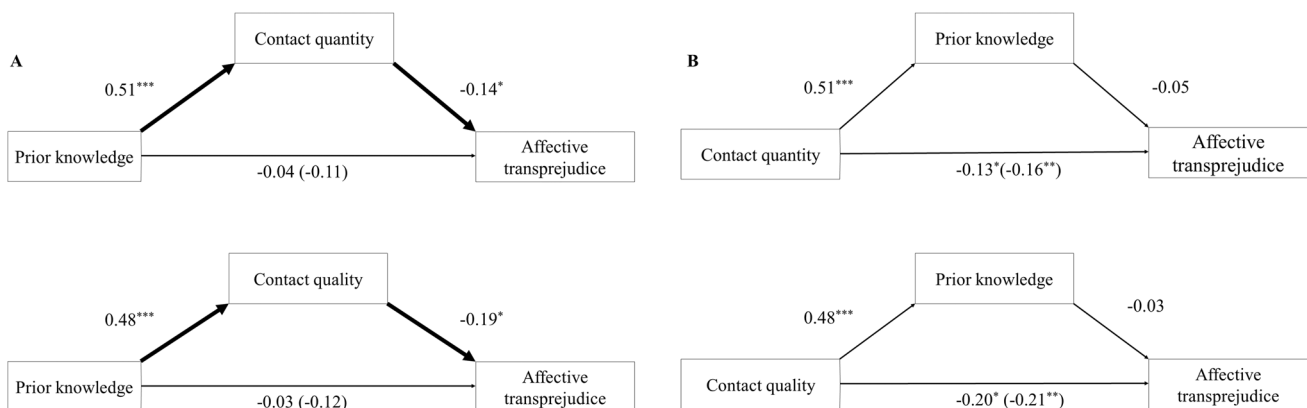 A
Contact quantity
0.51***
-0.14*
Prior knowledge
Affective
transprejudice
-0.04 (-0.11)
B
Prior knowledge
0.51***
-0.05
Contact quantity
Affective
transprejudice
-0.13*(-0.16**)
Contact quality
0.48***
-0.19*
Prior knowledge
Affective
transprejudice
-0.03 (-0.12)
Prior knowledge
0.48***
-0.03
Contact quality
Affective
transprejudice
-0.20* (-0.21**)